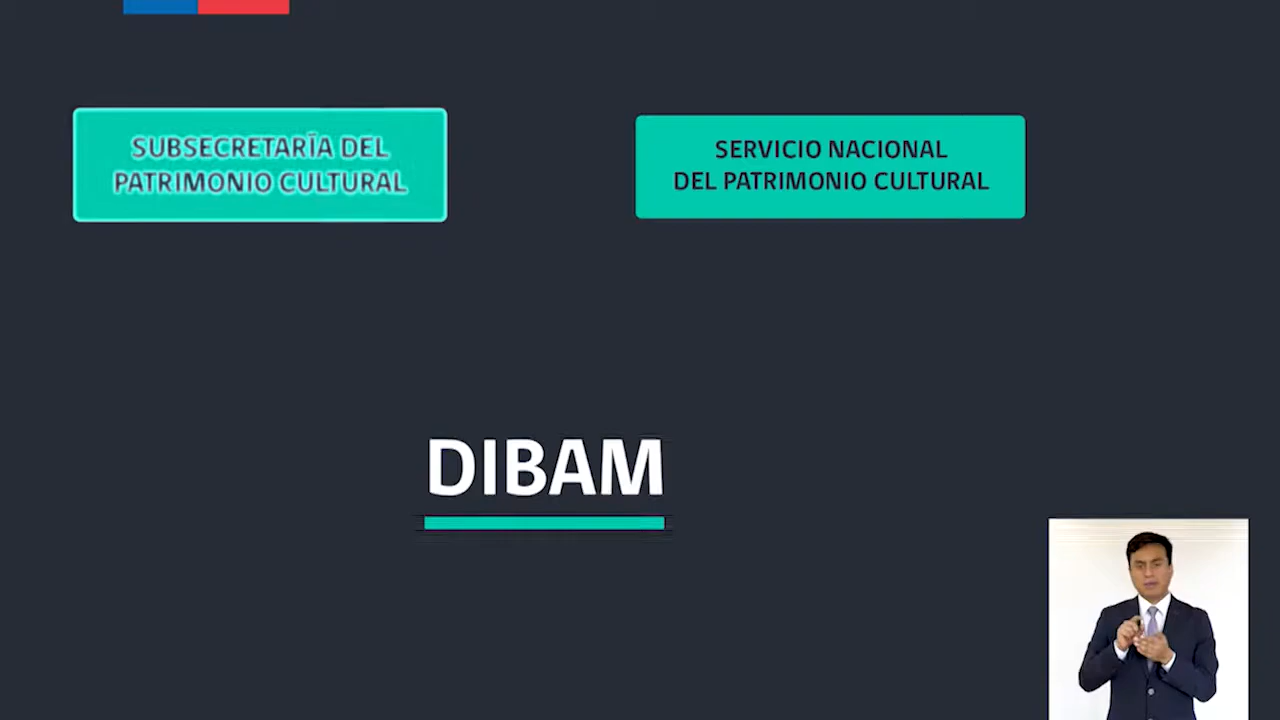 SUBSECRETARÍA DEL
PATRIMONIO CULTURAL
SERVICIO NACIONAL
DEL PATRIMONIO CULTURAL
DIBAM